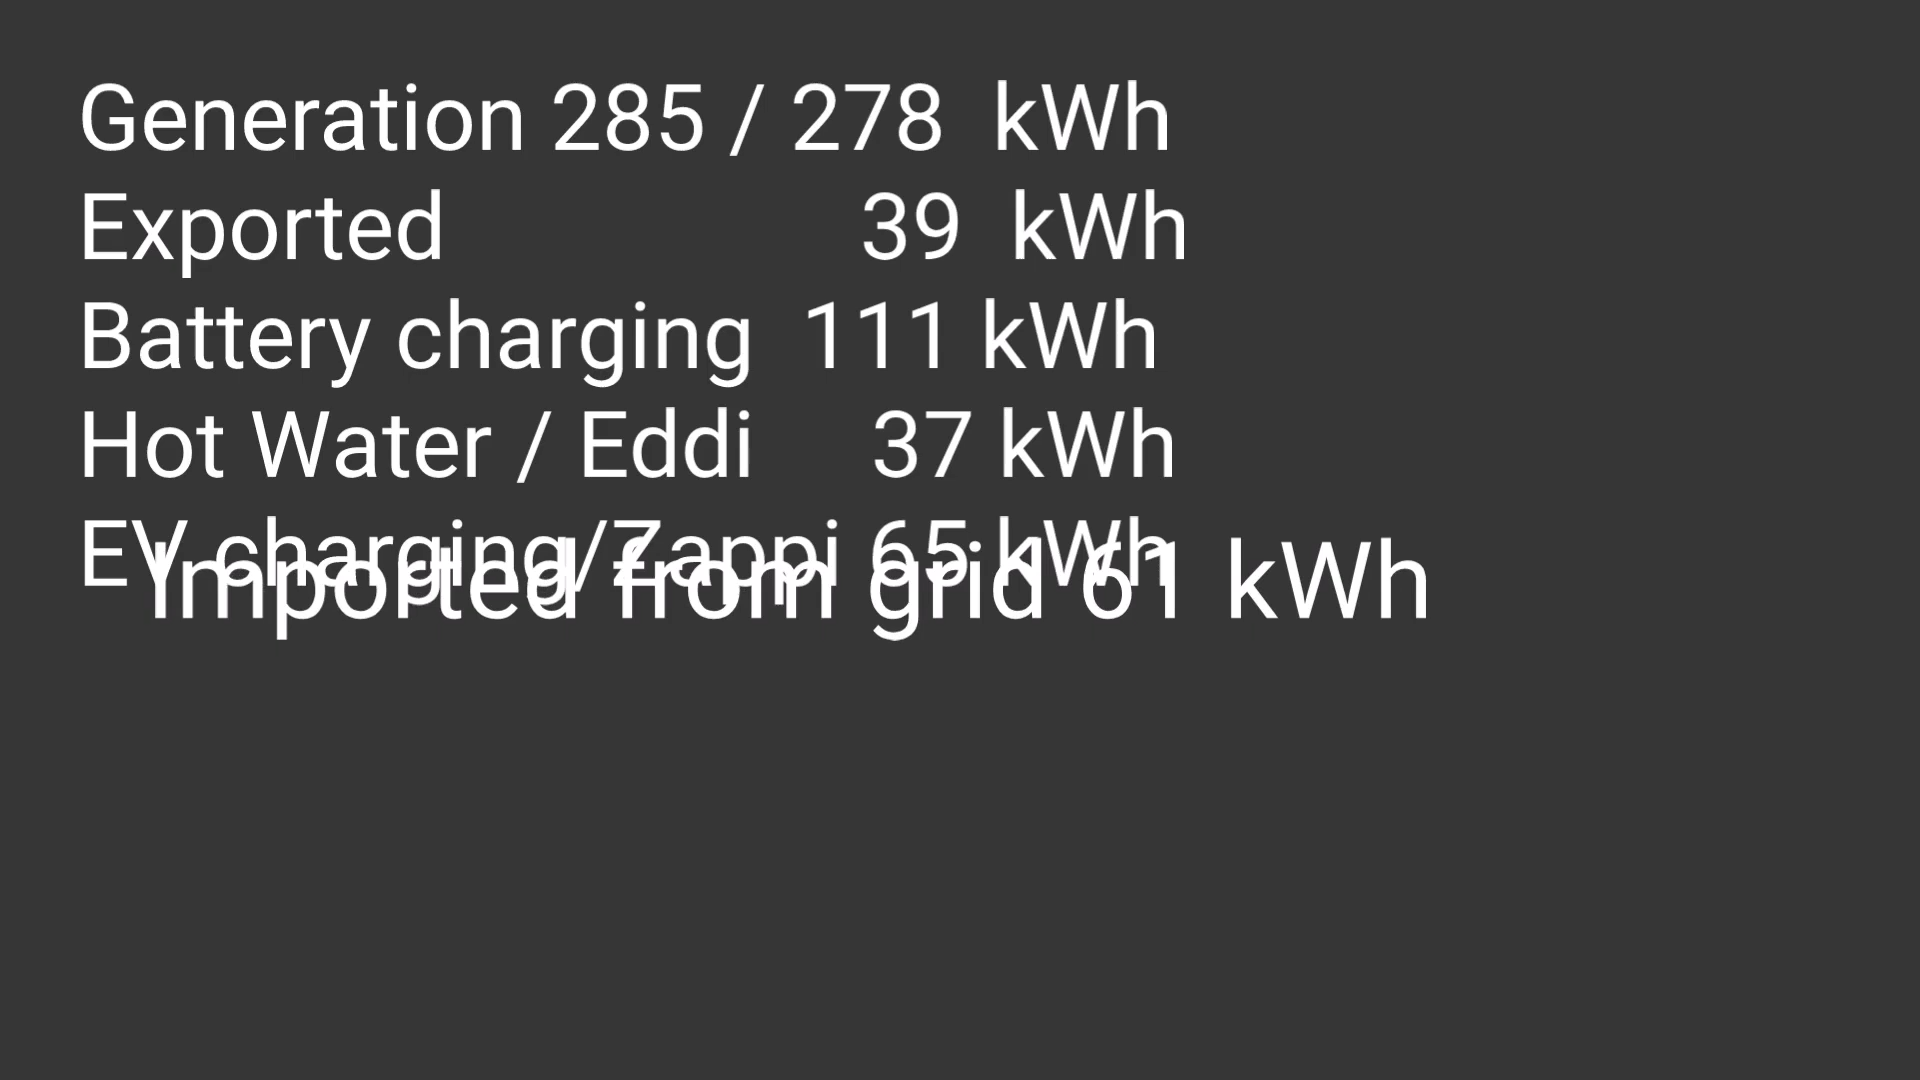 Generation 285 / 278 kWh
Exported 39 kWh
Battery charging 111 kWh
Hot Water / Eddi 37 kWh
EV charging/Zappi 65 kWh
Imported from grid 61 kWh